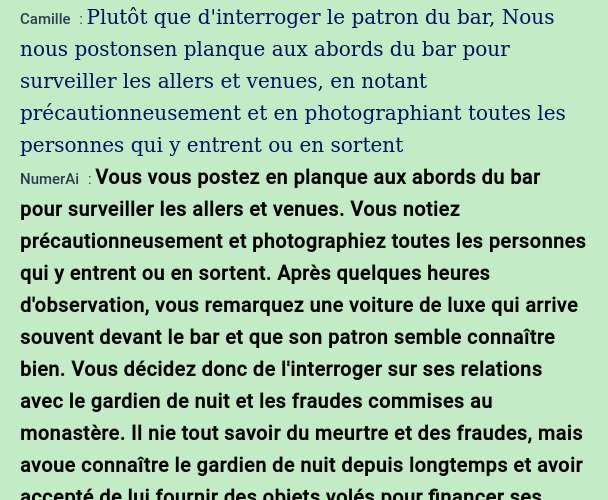 Camille : Plutôt que d'interroger le patron du bar, Nous
nous postonsen planque aux abords du bar pour
surveiller les allers et venues, en notant
précautionneusement et en photographiant toutes les
personnes qui y entrent ou en sortent
NumerAi : Vous vous postez en planque aux abords du bar
pour surveiller les allers et venues. Vous notiez
précautionneusement et photographiez toutes les personnes
qui y entrent ou en sortent. Après quelques heures
d'observation, vous remarquez une voiture de luxe qui arrive
souvent devant le bar et que son patron semble connaître
bien. Vous décidez donc de l'interroger sur ses relations
avec le gardien de nuit et les fraudes commises au
monastère. Il nie tout savoir du meurtre et des fraudes, mais
avoue connaître le gardien de nuit depuis longtemps et avoir
accepté de lui fournir des objets volés pour financer ses